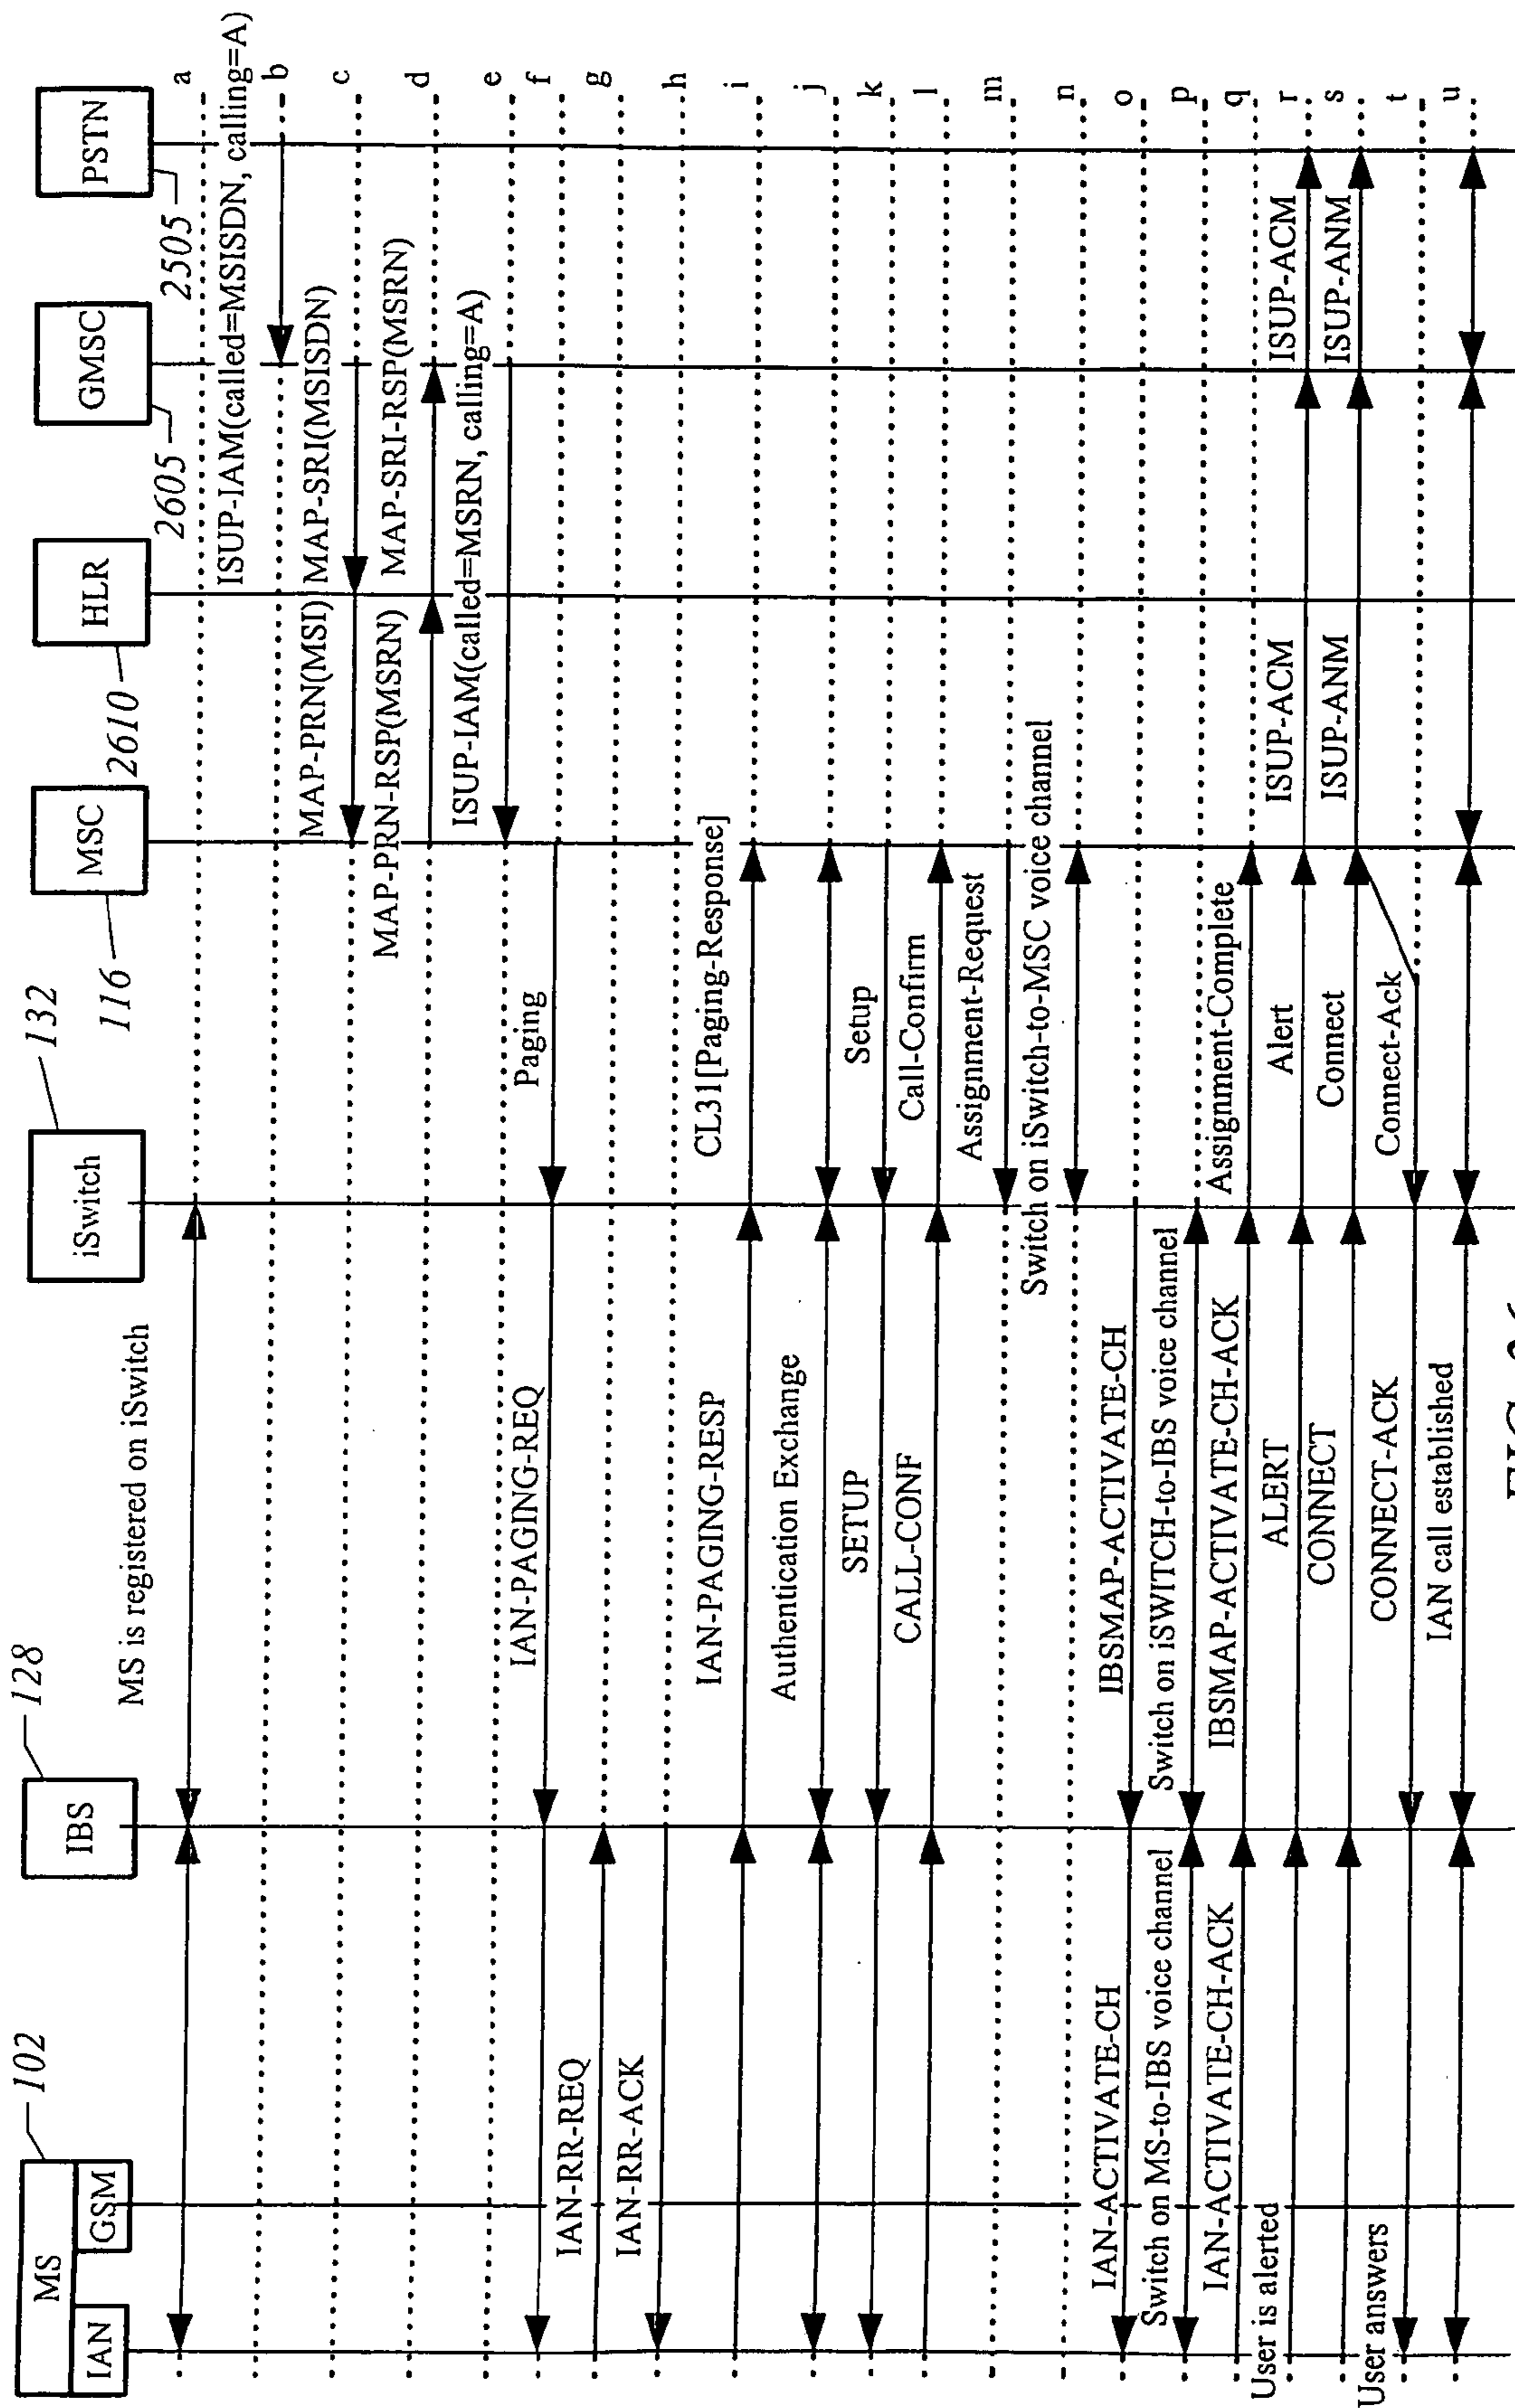 MS
IAN
GSM
102
IBS
128
iSwitch
132
MSC
116
HLR
2610
GMSC
2605
PSTN
2505
MS is registered on iSwitch
a
ISUP-IAM(called=MSISDN, calling=A)
b
MAP-PRN(MSI)
MAP-SRI(MSISDN)
c
MAP-PRN-RSP(MSRN)
MAP-SRI-RSP(MSRN)
d
ISUP-IAM(called=MSRN, calling=A)
e
IAN-PAGING-REQ
Paging
f
IAN-RR-REQ
g
IAN-RR-ACK
h
IAN-PAGING-RESP
CL31[Paging-Response]
i
Authentication Exchange
j
SETUP
Setup
k
CALL-CONF
Call-Confirm
l
Assignment-Request
m
Switch on iSwitch-to-MSC voice channel
n
IAN-ACTIVATE-CH
IBSMAP-ACTIVATE-CH
o
Switch on MS-to-IBS voice channel
Switch on iSWITCH-to-IBS voice channel
p
IAN-ACTIVATE-CH-ACK
IBSMAP-ACTIVATE-CH-ACK
Assignment-Complete
q
User is alerted
ALERT
Alert
ISUP-ACM
ISUP-ACM
r
CONNECT
Connect
ISUP-ANM
ISUP-ANM
s
User answers
CONNECT-ACK
Connect-Ack
t
IAN call established
u